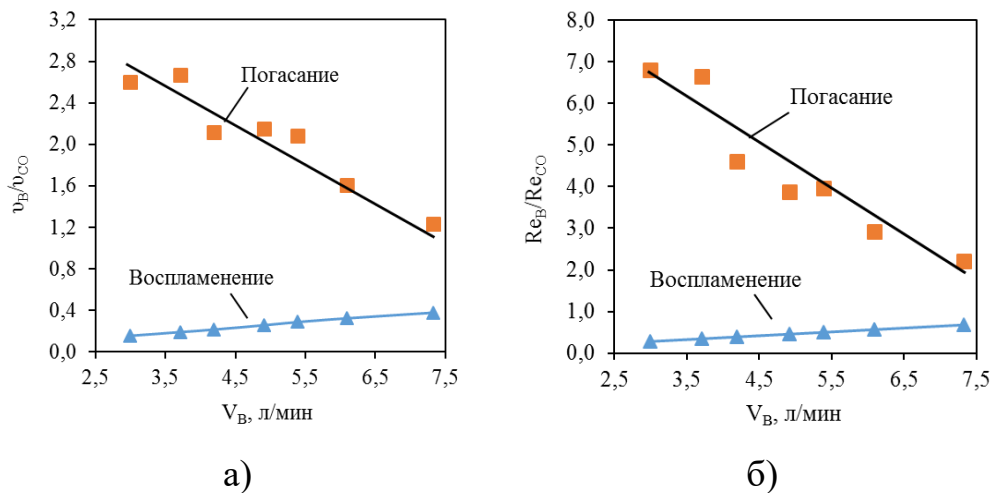 3,2
2,8
2,4
2,0
1,6
1,2
0,8
0,4
0,0
υВ/υCO
Погасание
Воспламенение
2,5 3,5 4,5 5,5 6,5 7,5
VВ, л/мин
а)
8,0
7,0
6,0
5,0
4,0
3,0
2,0
1,0
0,0
ReВ/ReCO
Погасание
Воспламенение
2,5 3,5 4,5 5,5 6,5 7,5
VВ, л/мин
б)